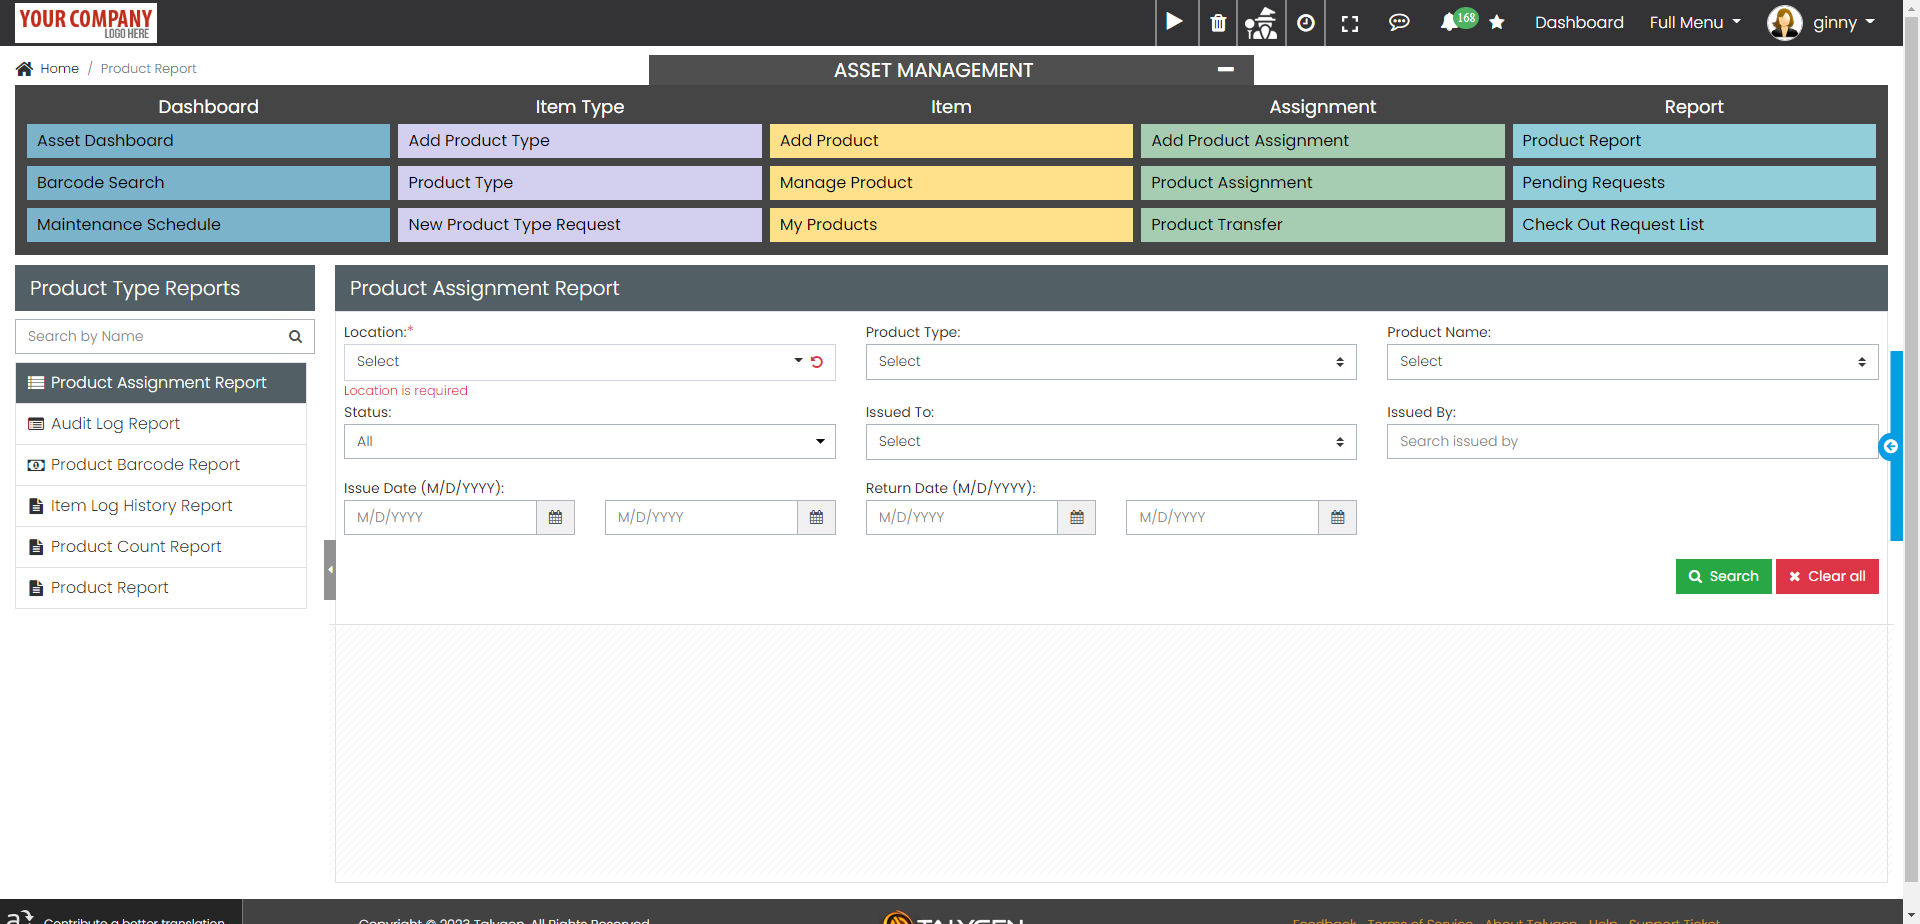 YOUR COMPANY
LOGO HERE
168
Dashboard
Full Menu
ginny
Home / Product Report
ASSET MANAGEMENT
Dashboard
Item Type
Item
Assignment
Report
Asset Dashboard
Add Product Type
Add Product
Add Product Assignment
Product Report
Barcode Search
Product Type
Manage Product
Product Assignment
Pending Requests
Maintenance Schedule
New Product Type Request
My Products
Product Transfer
Check Out Request List
Product Type Reports
Search by Name
Product Assignment Report
Audit Log Report
Product Barcode Report
Item Log History Report
Product Count Report
Product Report
Product Assignment Report
Location:*
Product Type:
Product Name:
Select
Select
Select
Location is required
Status:
Issued To:
Issued By:
All
Select
Search issued by
Issue Date (M/D/YYYY):
Return Date (M/D/YYYY):
M/D/YYYY
M/D/YYYY
M/D/YYYY
M/D/YYYY
Search
Clear all
Contribute a better translation
Copyright © 2023 Talygen. All Rights Reserved
TALYGEN
Feedback
Terms of Service
About Talygen
Help
Support Ticket